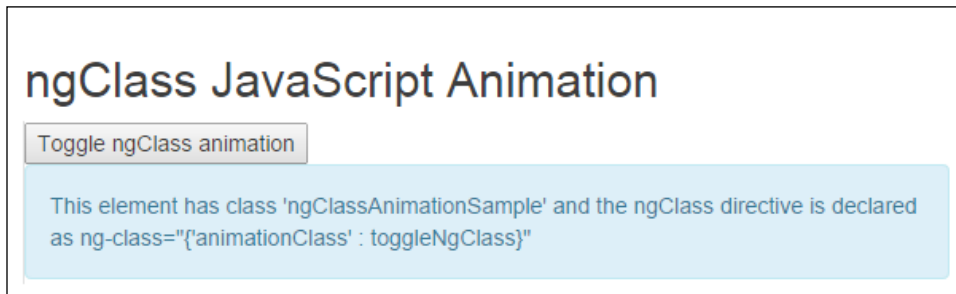 ngClass JavaScript Animation
Toggle ngClass animation
This element has class 'ngClassAnimationSample' and the ngClass directive is declared
as ng-class="{'animationClass' : toggleNgClass}"